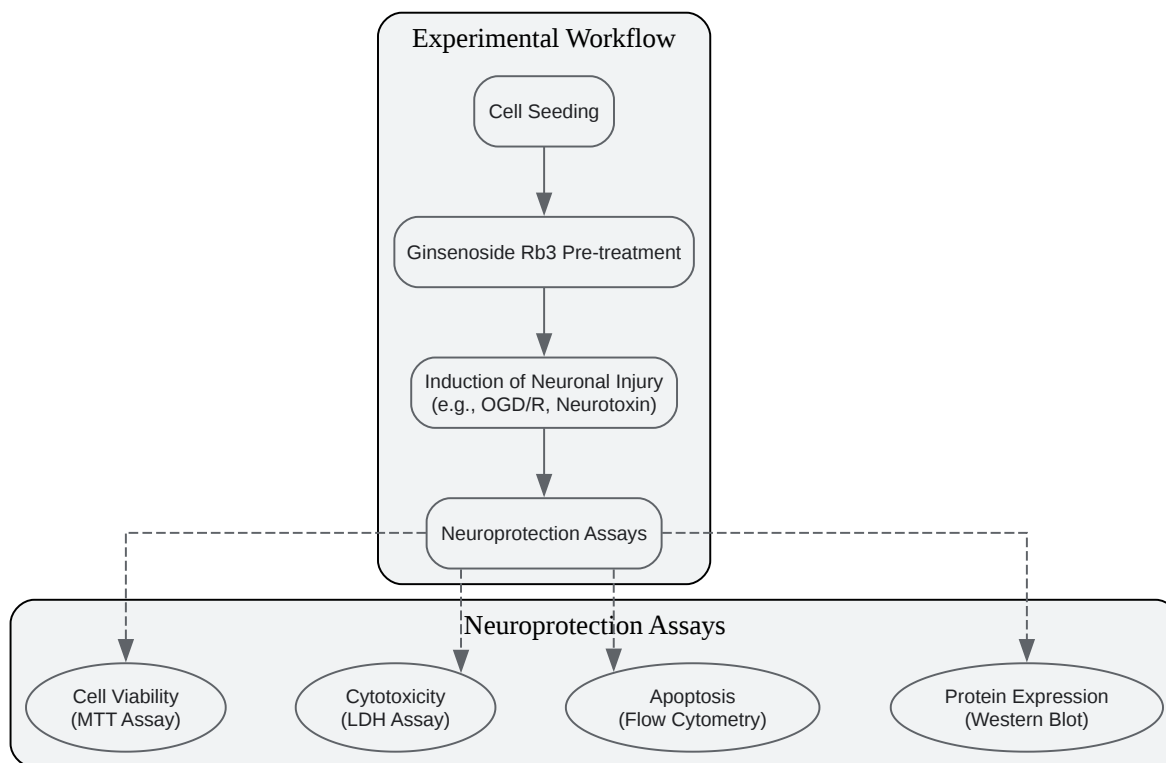 Experimental Workflow
Cell Seeding
Ginsenoside Rb3 Pre-treatment
Induction of Neuronal Injury
(e.g., OGD/R, Neurotoxin)
Neuroprotection Assays
Neuroprotection Assays
Cell Viability
(MTT Assay)
Cytotoxicity
(LDH Assay)
Apoptosis
(Flow Cytometry)
Protein Expression
(Western Blot)